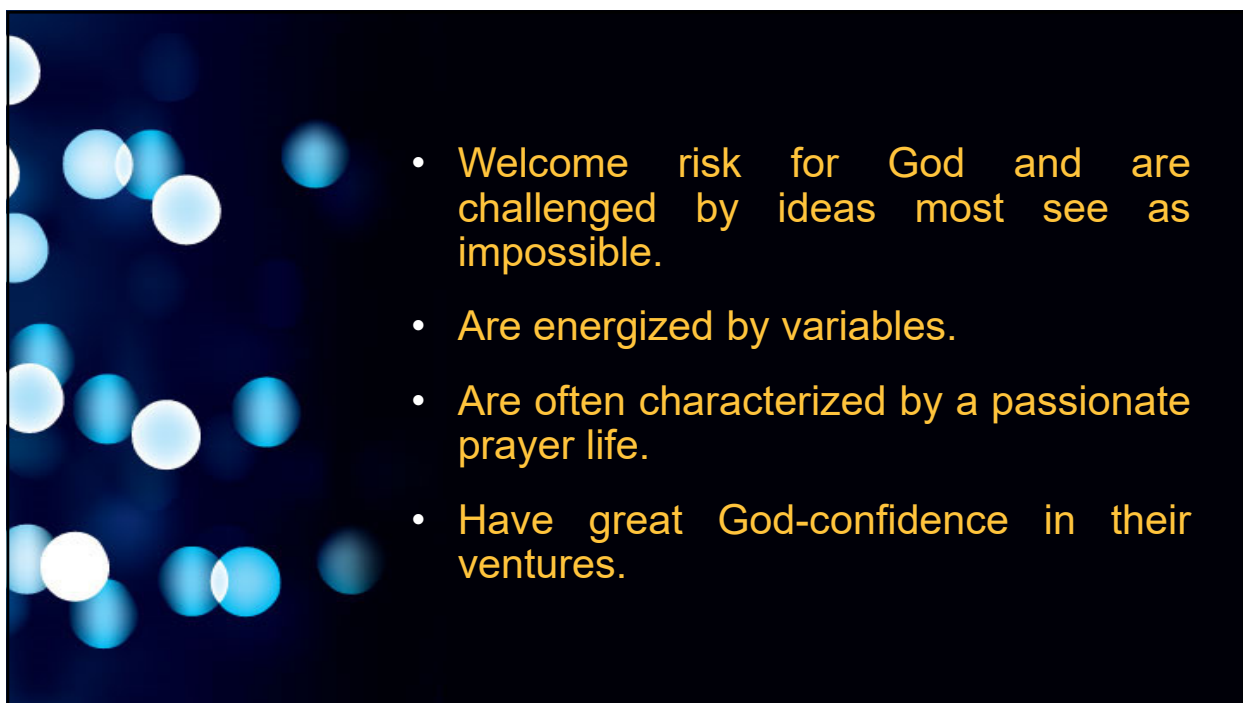 • Welcome risk for God and are
challenged by ideas most see as
impossible.
• Are energized by variables.
• Are often characterized by a passionate
prayer life.
• Have great God-confidence in their
ventures.